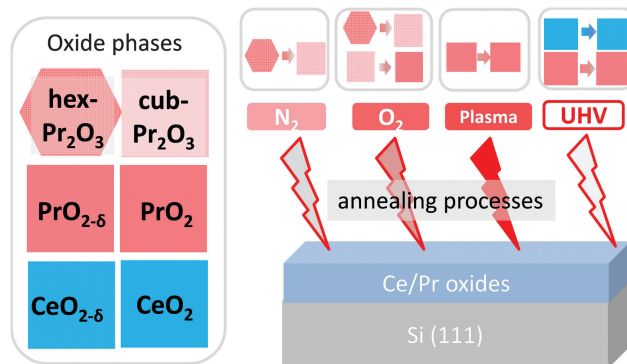 Oxide phases
hex-
Pr₂O₃
cub-
Pr₂O₃
PrO₂₋δ
PrO₂
CeO₂₋δ
CeO₂
N₂
O₂
Plasma
UHV
annealing processes
Ce/Pr oxides
Si (111)